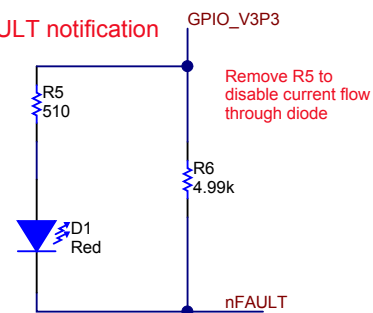 GPIO_V3P3
ULT notification
Remove R5 to
disable current flow
through diode
R5
510
R6
4.99k
D1
Red
nFAULT